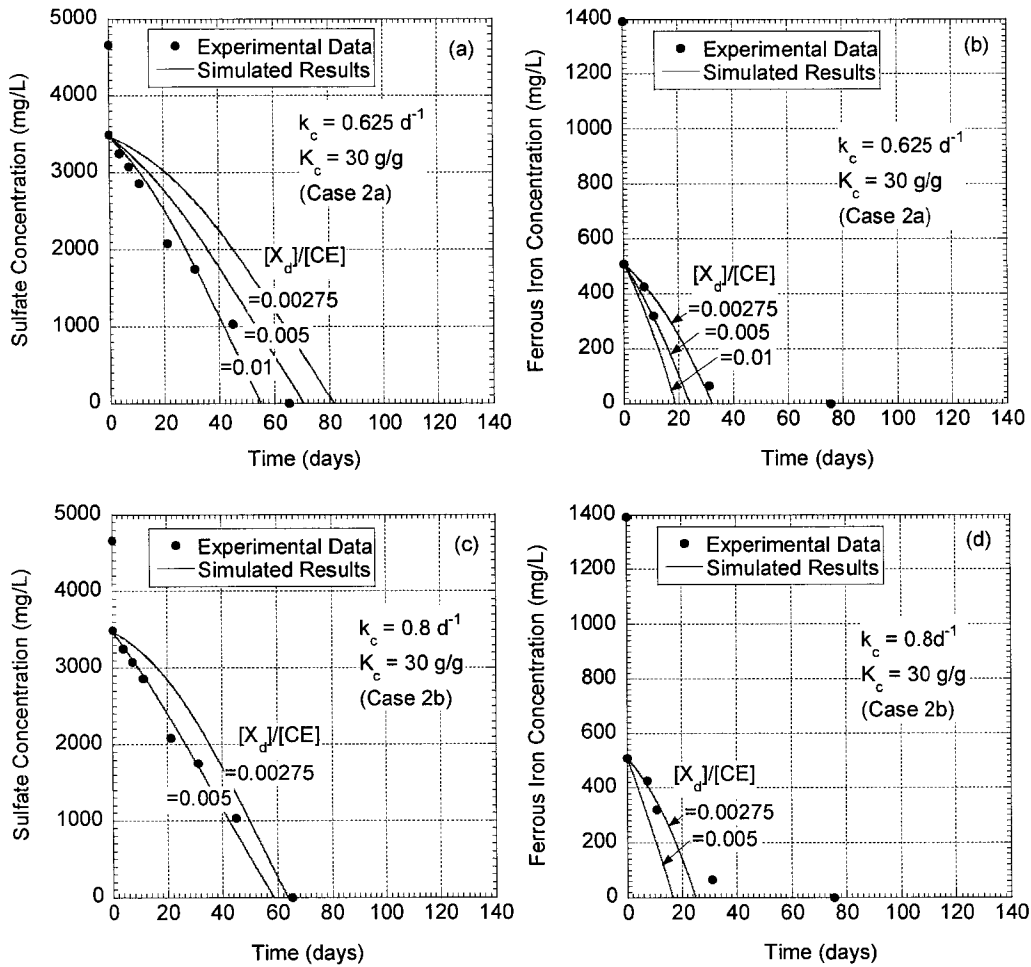 5000
4000
3000
2000
1000
0
Sulfate Concentration (mg/L)
Experimental Data
Simulated Results
(a)
k_c = 0.625 d^-1
K_c = 30 g/g
(Case 2a)
[X_d]/[CE]
=0.00275
=0.005
=0.01
0 20 40 60 80 100 120 140
Time (days)
1400
1200
1000
800
600
400
200
0
Ferrous Iron Concentration (mg/L)
Experimental Data
Simulated Results
(b)
k_c = 0.625 d^-1
K_c = 30 g/g
(Case 2a)
[X_d]/[CE]
=0.00275
=0.005
=0.01
0 20 40 60 80 100 120 140
Time (days)
5000
4000
3000
2000
1000
0
Sulfate Concentration (mg/L)
Experimental Data
Simulated Results
(c)
k_c = 0.8 d^-1
K_c = 30 g/g
(Case 2b)
[X_d]/[CE]
=0.00275
=0.005
0 20 40 60 80 100 120 140
Time (days)
1400
1200
1000
800
600
400
200
0
Ferrous Iron Concentration (mg/L)
Experimental Data
Simulated Results
(d)
k_c = 0.8d^-1
K_c = 30 g/g
(Case 2b)
[X_d]/[CE]
=0.00275
=0.005
0 20 40 60 80 100 120 140
Time (days)